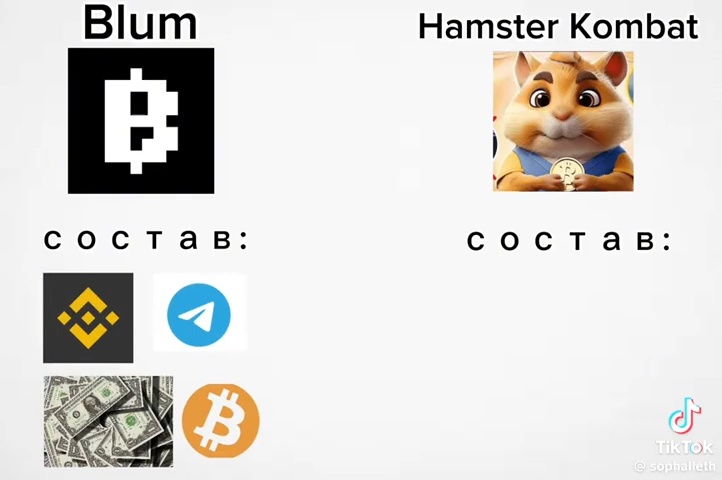 Blum
Hamster Kombat
состав:
состав:
TikTok
@sophalleth